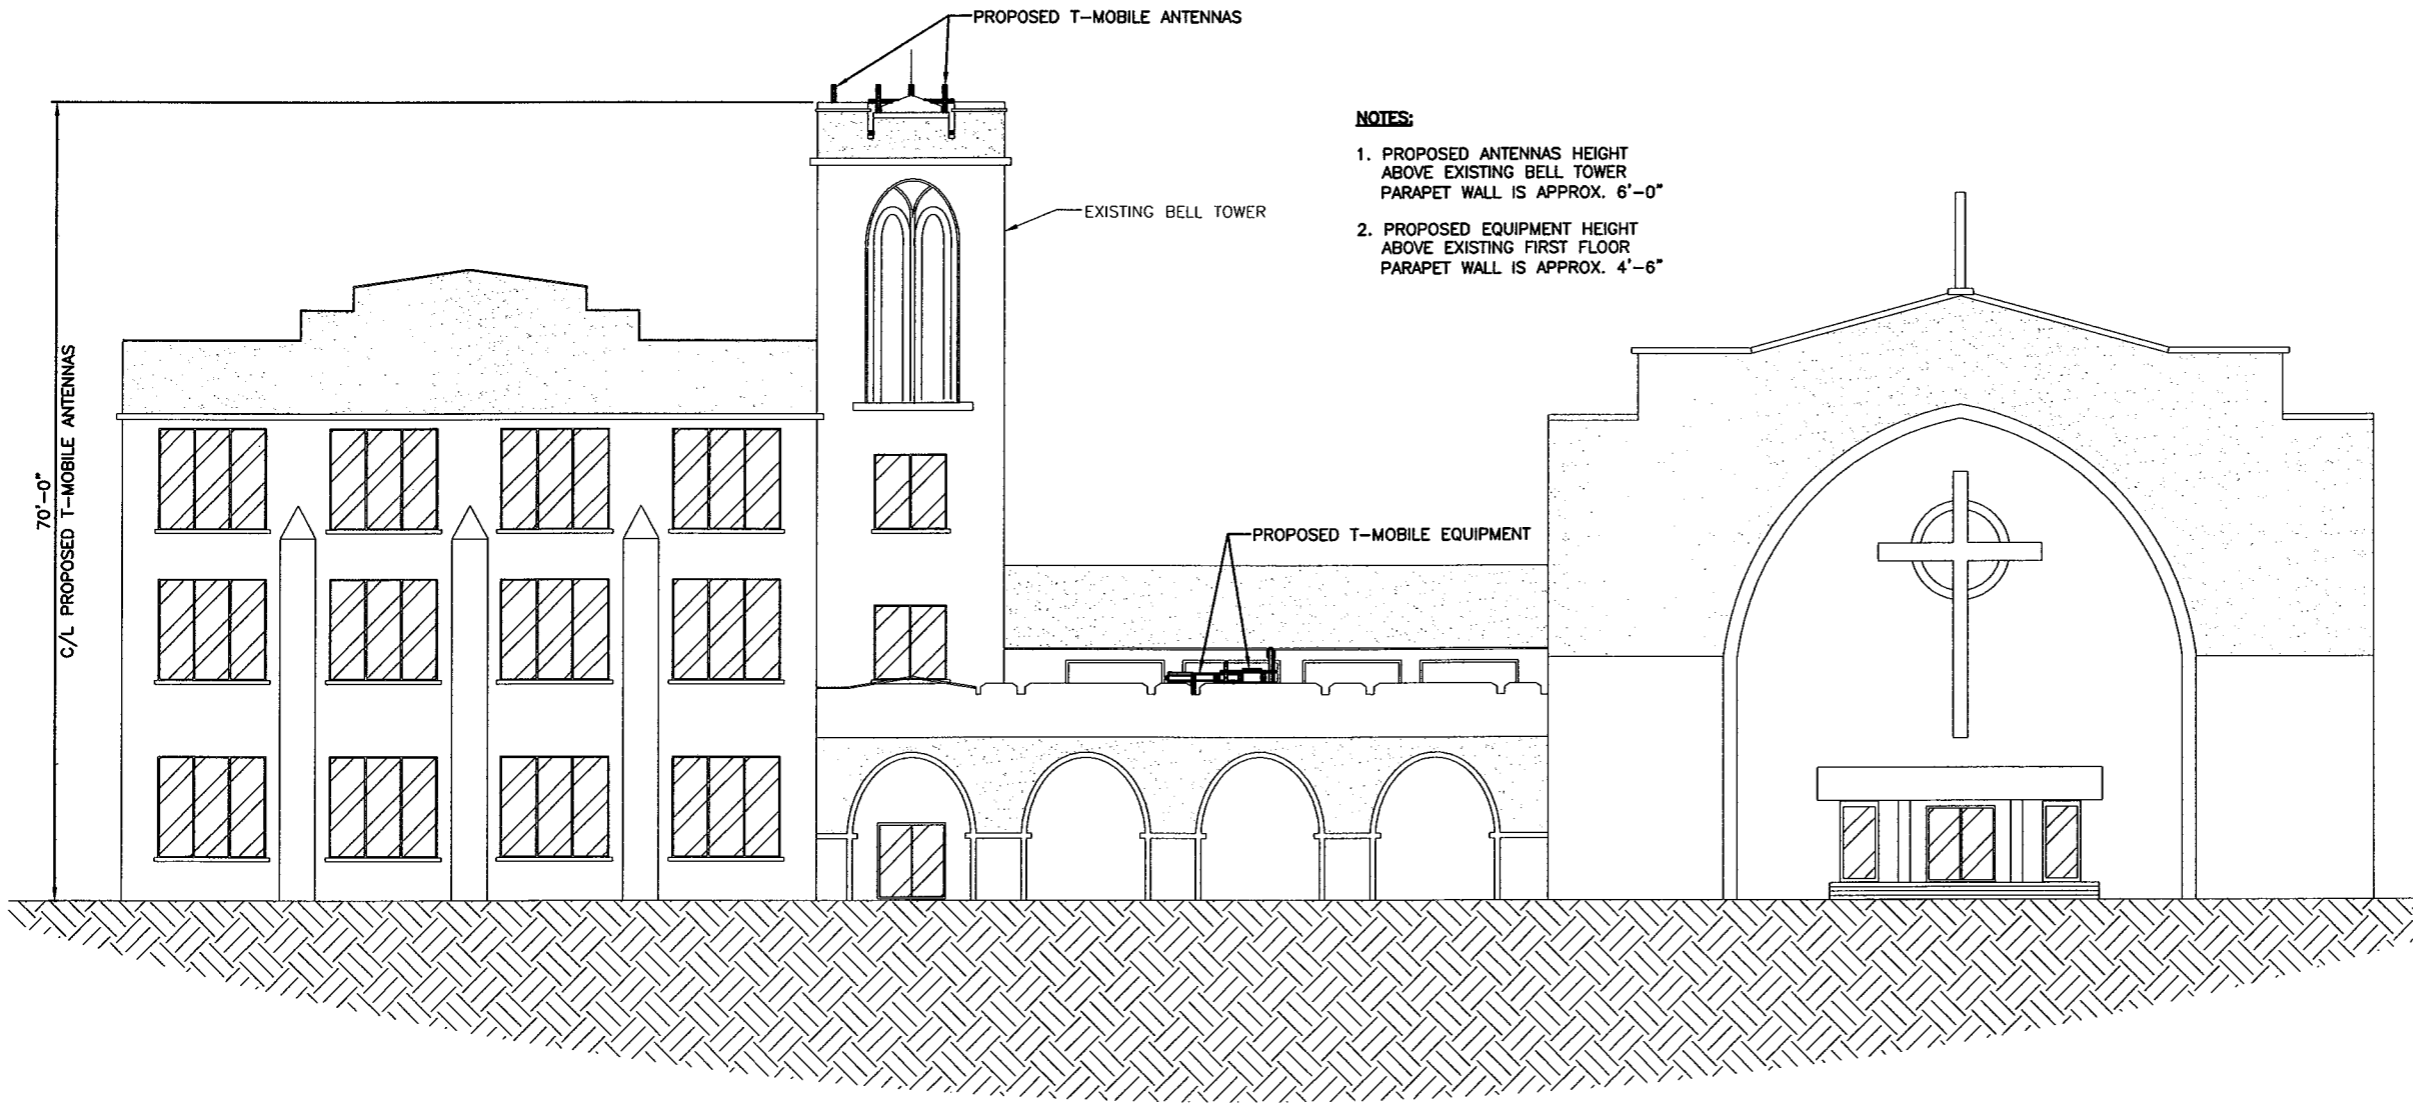 PROPOSED T-MOBILE ANTENNAS
NOTES:
1. PROPOSED ANTENNAS HEIGHT
ABOVE EXISTING BELL TOWER
PARAPET WALL IS APPROX. 6'-0"
2. PROPOSED EQUIPMENT HEIGHT
ABOVE EXISTING FIRST FLOOR
PARAPET WALL IS APPROX. 4'-6"
EXISTING BELL TOWER
70'-0"
C/L PROPOSED T-MOBILE ANTENNAS
PROPOSED T-MOBILE EQUIPMENT